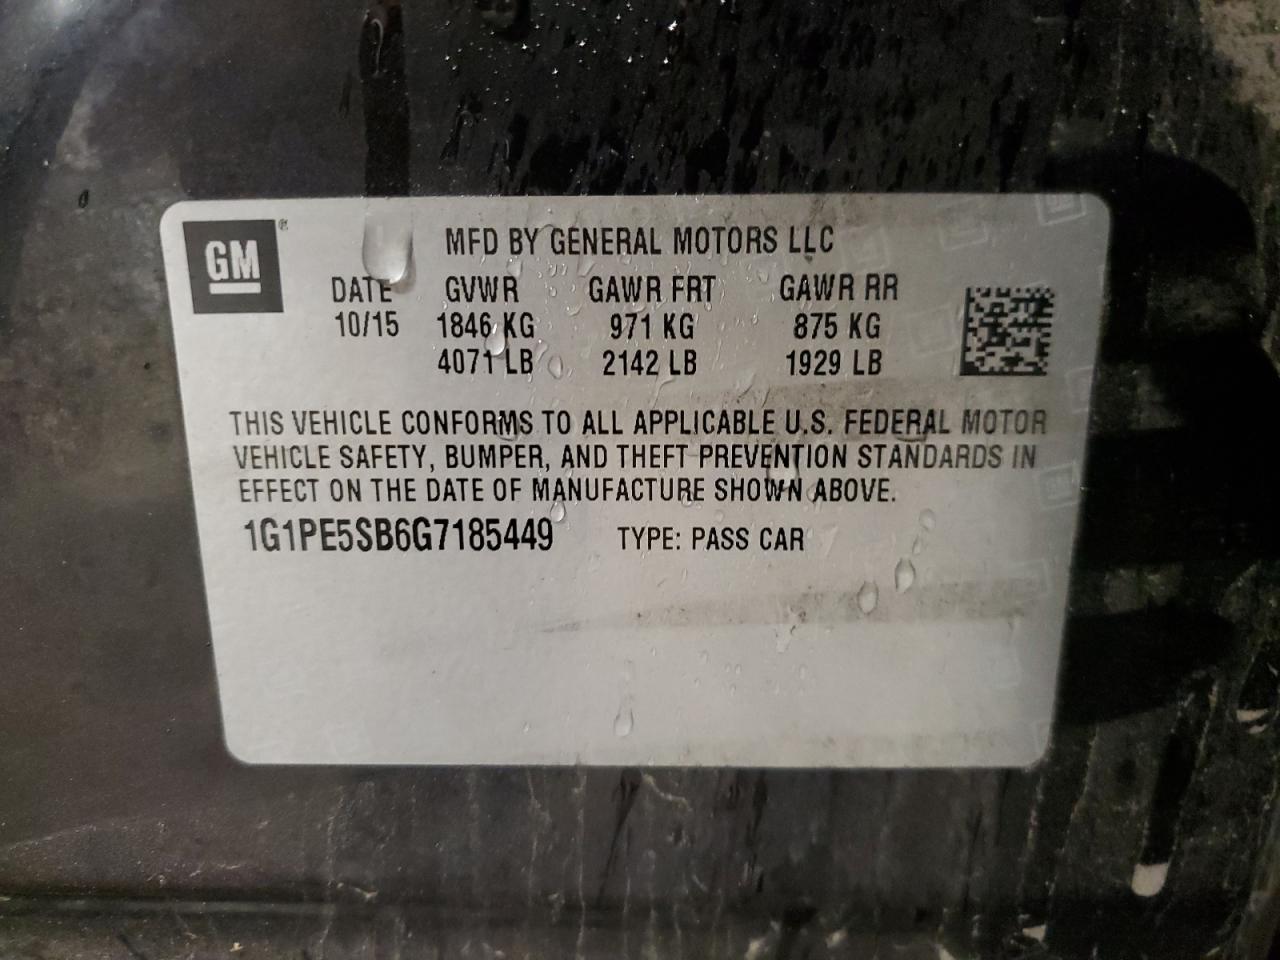 GM®
MFD BY GENERAL MOTORS LLC
DATE GVWR GAWR FRT GAWR RR
10/15 1846 KG 971 KG 875 KG
4071 LB 2142 LB 1929 LB
THIS VEHICLE CONFORMS TO ALL APPLICABLE U.S. FEDERAL MOTOR
VEHICLE SAFETY, BUMPER, AND THEFT PREVENTION STANDARDS IN
EFFECT ON THE DATE OF MANUFACTURE SHOWN ABOVE.
1G1PE5SB6G7185449 TYPE: PASS CAR